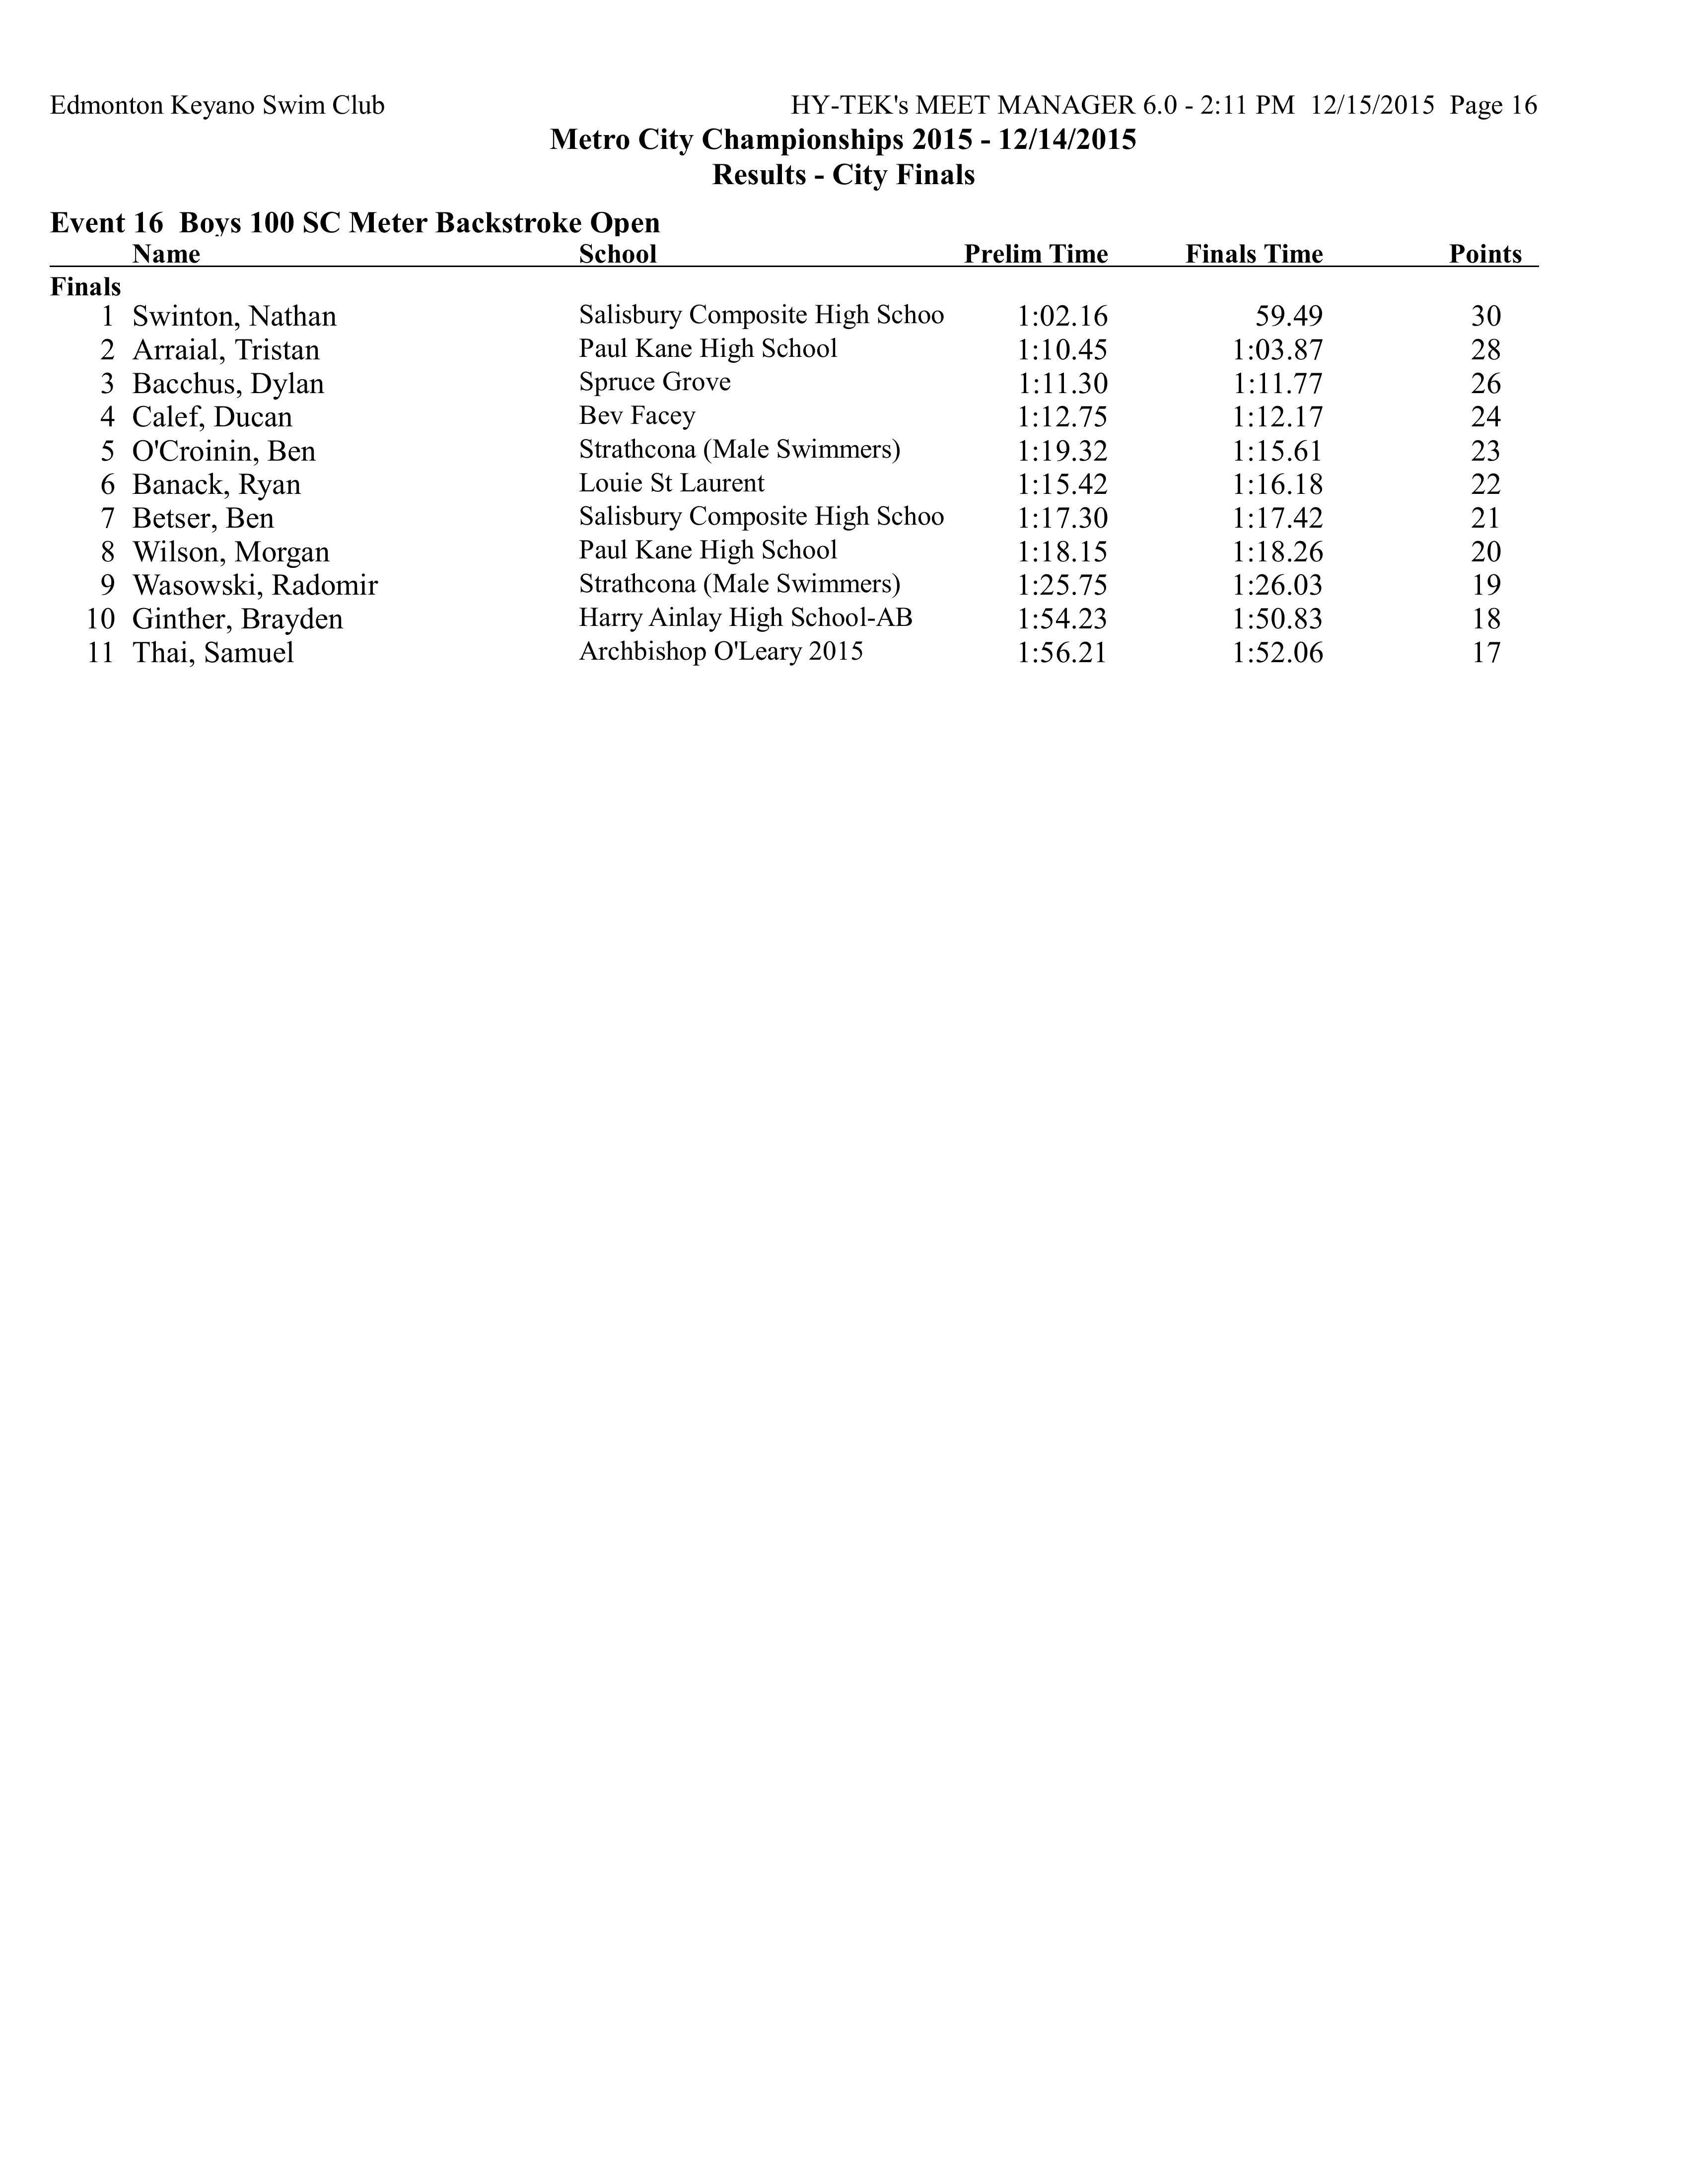 Edmonton Keyano Swim Club HY-TEK's MEET MANAGER 6.0 - 2:11 PM 12/15/2015 Page 16
Metro City Championships 2015 - 12/14/2015
Results - City Finals
Event 16 Boys 100 SC Meter Backstroke Open
Name School Prelim Time Finals Time Points
Finals
1 Swinton, Nathan Salisbury Composite High Schoo 1:02.16 59.49 30
2 Arraial, Tristan Paul Kane High School 1:10.45 1:03.87 28
3 Bacchus, Dylan Spruce Grove 1:11.30 1:11.77 26
4 Calef, Ducan Bev Facey 1:12.75 1:12.17 24
5 O'Croinin, Ben Strathcona (Male Swimmers) 1:19.32 1:15.61 23
6 Banack, Ryan Louie St Laurent 1:15.42 1:16.18 22
7 Betser, Ben Salisbury Composite High Schoo 1:17.30 1:17.42 21
8 Wilson, Morgan Paul Kane High School 1:18.15 1:18.26 20
9 Wasowski, Radomir Strathcona (Male Swimmers) 1:25.75 1:26.03 19
10 Ginther, Brayden Harry Ainlay High School-AB 1:54.23 1:50.83 18
11 Thai, Samuel Archbishop O'Leary 2015 1:56.21 1:52.06 17